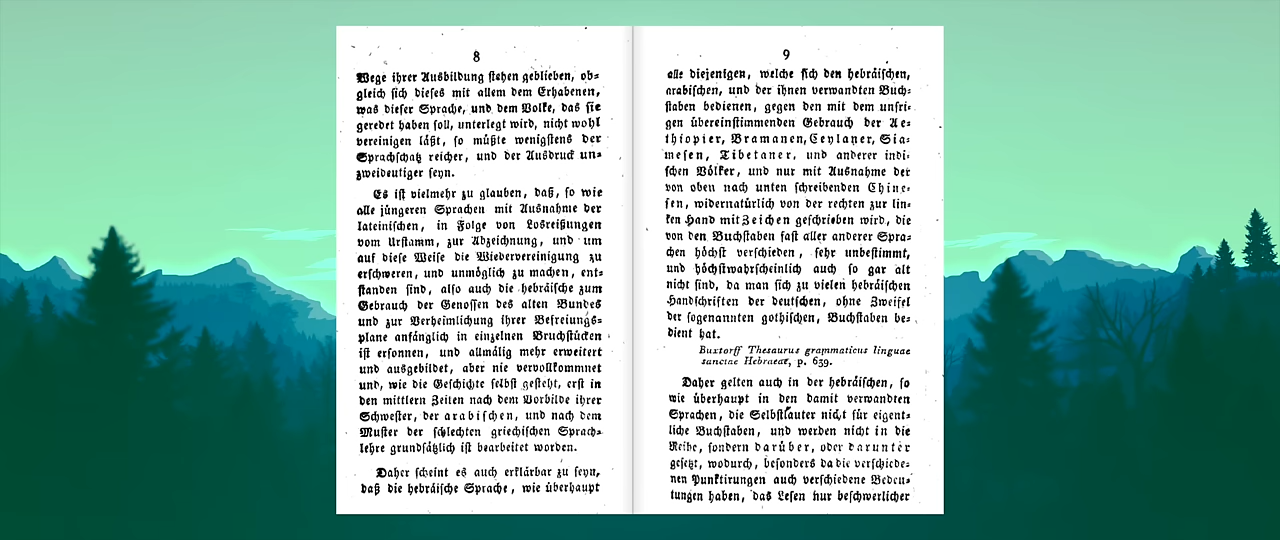 8
Wege ihrer Ausbildung stehen geblieben, ob-
gleich sich dieses mit allem dem Erhabenen,
was dieser Sprache, und dem Volke, das sie
geredet haben soll, unterlegt wird, nicht wohl
vereinigen läßt, so müßte wenigstens der
Sprachschatz reicher, und der Ausdruck un-
zweideutiger seyn.
Es ist vielmehr zu glauben, daß, so wie
alle jüngeren Sprachen mit Ausnahme der
lateinischen, in Folge von Losreißungen
vom Urstamm, zur Abzeichnung, und um
auf diese Weise die Wiedervereinigung zu
erschweren, und unmöglich zu machen, ent-
standen sind, also auch die hebräische zum
Gebrauch der Genossen des alten Bundes
und zur Verheimlichung ihrer Befreiungs-
plane anfänglich in einzelnen Bruchstücken
ist ersonnen, und allmälig mehr erweitert
und ausgebildet, aber nie vervollkommnet
und, wie die Geschichte selbst gesteht, erst in
den mittlern Zeiten nach dem Vorbilde ihrer
Schwester, der arabischen, und nach dem
Muster der schlechten griechischen Sprach-
lehre grundsätzlich ist bearbeitet worden.
Daher scheint es auch erklärbar zu seyn,
daß die hebräische Sprache, wie überhaupt
9
alle diejenigen, welche sich den hebräischen,
arabischen, und der ihnen verwandten Buch-
staben bedienen, gegen den mit dem unsri-
gen übereinstimmenden Gebrauch der Ae-
thiopier, Bramanen, Ceylaner, Sia-
mesen, Tibetaner, und anderer indi-
schen Völker, und nur mit Ausnahme der
von oben nach unten schreibenden Chine-
sen, widernatürlich von der rechten zur lin-
ken Hand mit Zeichen geschrieben wird, die
von den Buchstaben fast aller anderer Spra-
chen höchst verschieden, sehr unbestimmt,
und höchstwahrscheinlich auch so gar alt
nicht sind, da man sich zu vielen hebräischen
Handschriften der deutschen, ohne Zweifel
der sogenannten gothischen, Buchstaben be-
dient hat.
Buxtorff Thesaurus grammaticus linguae
sanctae Hebraeae, p. 639.
Daher gelten auch in der hebräischen, so
wie überhaupt in den damit verwandten
Sprachen, die Selbstlauter nicht für eigent-
liche Buchstaben, und werden nicht in die
Reihe, sondern darüber, oder darunter
gesetzt, wodurch, besonders da die verschiede-
nen Punktirungen auch verschiedene Bedeu-
tungen haben, das Lesen nur beschwerlicher